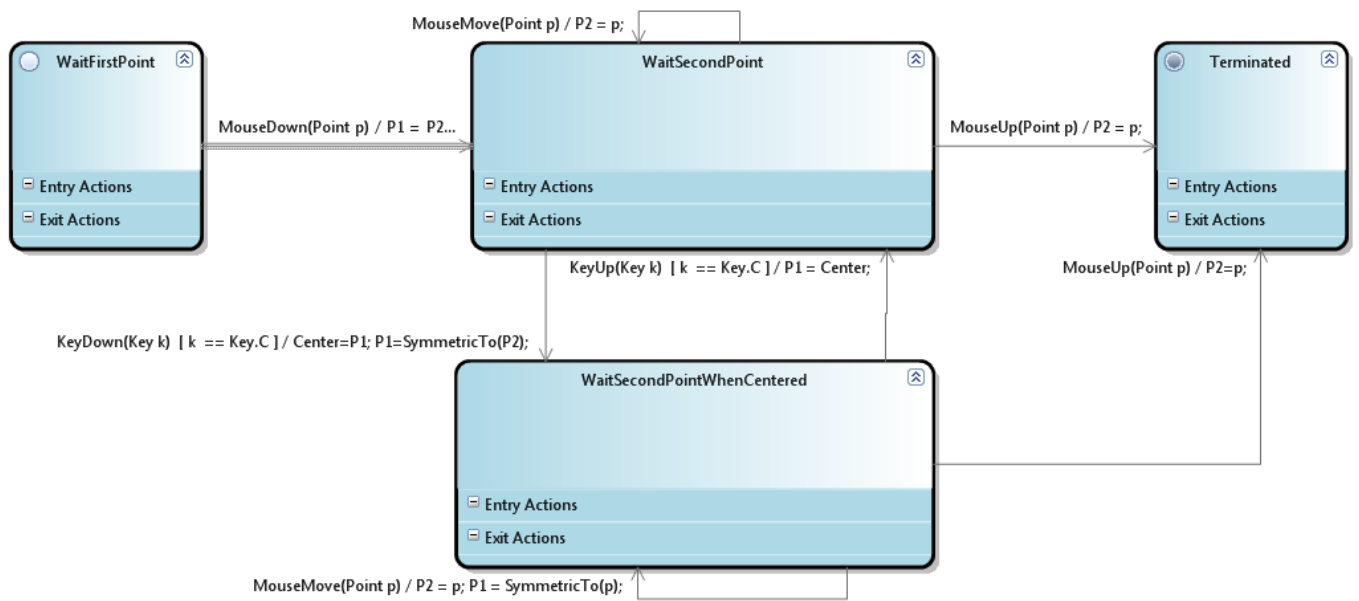 MouseMove(Point p) / P2 = p;
WaitFirstPoint
WaitSecondPoint
Terminated
MouseDown(Point p) / P1 = P2...
MouseUp(Point p) / P2 = p;
Entry Actions
Exit Actions
Entry Actions
Exit Actions
Entry Actions
Exit Actions
KeyUp(Key k) [ k == Key.C ] / P1 = Center;
MouseUp(Point p) / P2=p;
KeyDown(Key k) [ k == Key.C ] / Center=P1; P1=SymmetricTo(P2);
WaitSecondPointWhenCentered
Entry Actions
Exit Actions
MouseMove(Point p) / P2 = p; P1 = SymmetricTo(p);